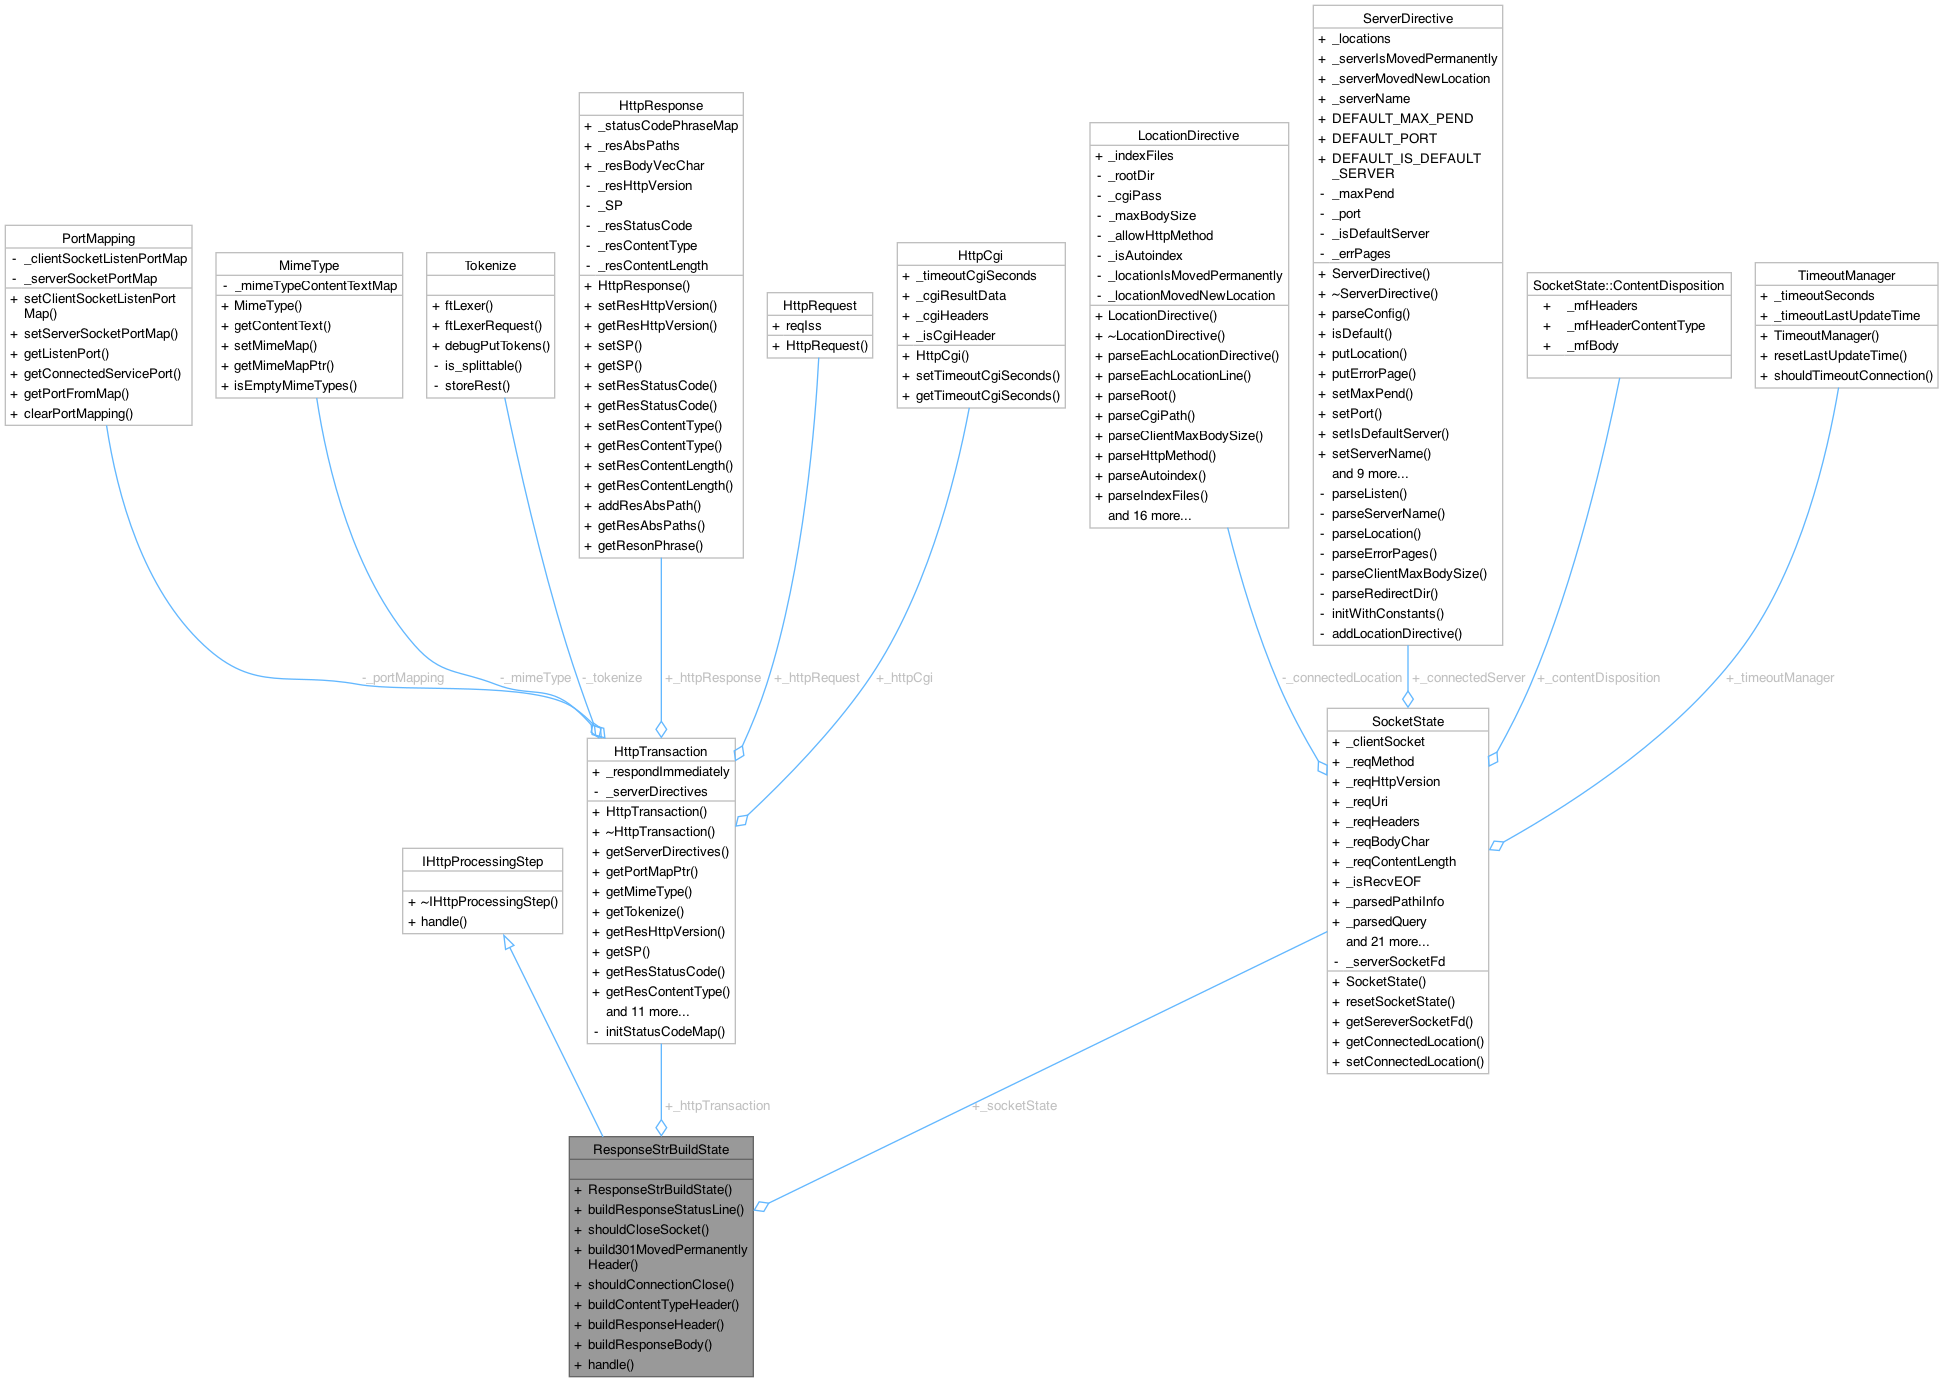 ServerDirective
+ _locations
+ _serverIsMovedPermanently
+ _serverMovedNewLocation
+ _serverName
+ DEFAULT_MAX_PEND
+ DEFAULT_PORT
+ DEFAULT_IS_DEFAULT
_SERVER
- _maxPend
- _port
- _isDefaultServer
- _errPages
+ ServerDirective()
+ ~ServerDirective()
+ parseConfig()
+ isDefault()
+ putLocation()
+ putErrorPage()
+ setMaxPend()
+ setPort()
+ setIsDefaultServer()
+ setServerName()
and 9 more...
- parseListen()
- parseServerName()
- parseLocation()
- parseErrorPages()
- parseClientMaxBodySize()
- parseRedirectDir()
- initWithConstants()
- addLocationDirective()
HttpResponse
+ _statusCodePhraseMap
+ _resAbsPaths
+ _resBodyVecChar
- _resHttpVersion
- _SP
- _resStatusCode
- _resContentType
- _resContentLength
+ HttpResponse()
+ setResHttpVersion()
+ getResHttpVersion()
+ setSP()
+ getSP()
+ setResStatusCode()
+ getResStatusCode()
+ setResContentType()
+ getResContentType()
+ setResContentLength()
+ getResContentLength()
+ addResAbsPath()
+ getResAbsPaths()
+ getResonPhrase()
LocationDirective
+ _indexFiles
- _rootDir
- _cgiPass
- _maxBodySize
- _allowHttpMethod
- _isAutoindex
- _locationIsMovedPermanently
- _locationMovedNewLocation
+ LocationDirective()
+ ~LocationDirective()
+ parseEachLocationDirective()
+ parseEachLocationLine()
+ parseRoot()
+ parseCgiPath()
+ parseClientMaxBodySize()
+ parseHttpMethod()
+ parseAutoindex()
+ parseIndexFiles()
and 16 more...
PortMapping
- _clientSocketListenPortMap
- _serverSocketPortMap
+ setClientSocketListenPort
Map()
+ setServerSocketPortMap()
+ getListenPort()
+ getConnectedServicePort()
+ getPortFromMap()
+ clearPortMapping()
MimeType
- _mimeTypeContentTextMap
+ MimeType()
+ getContentText()
+ setMimeMap()
+ getMimeMapPtr()
+ isEmptyMimeTypes()
Tokenize
+ ftLexer()
+ ftLexerRequest()
+ debugPutTokens()
- is_splittable()
- storeRest()
HttpRequest
+ reqIss
+ HttpRequest()
HttpCgi
+ _timeoutCgiSeconds
+ _cgiResultData
+ _cgiHeaders
+ _isCgiHeader
+ HttpCgi()
+ setTimeoutCgiSeconds()
+ getTimeoutCgiSeconds()
SocketState::ContentDisposition
+ _mfHeaders
+ _mfHeaderContentType
+ _mfBody
TimeoutManager
+ _timeoutSeconds
+ _timeoutLastUpdateTime
+ TimeoutManager()
+ resetLastUpdateTime()
+ shouldTimeoutConnection()
-_portMapping
-_mimeType
-_tokenize
+_httpResponse
+_httpRequest
+_httpCgi
-_connectedLocation
+_connectedServer
+_contentDisposition
+_timeoutManager
HttpTransaction
+ _respondImmediately
- _serverDirectives
+ HttpTransaction()
+ ~HttpTransaction()
+ getServerDirectives()
+ getPortMapPtr()
+ getMimeType()
+ getTokenize()
+ getResHttpVersion()
+ getSP()
+ getResStatusCode()
+ getResContentType()
and 11 more...
- initStatusCodeMap()
SocketState
+ _clientSocket
+ _reqMethod
+ _reqHttpVersion
+ _reqUri
+ _reqHeaders
+ _reqBodyChar
+ _reqContentLength
+ _isRecvEOF
+ _parsedPathiInfo
+ _parsedQuery
and 21 more...
- _serverSocketFd
+ SocketState()
+ resetSocketState()
+ getSereverSocketFd()
+ getConnectedLocation()
+ setConnectedLocation()
IHttpProcessingStep
+ ~IHttpProcessingStep()
+ handle()
+_httpTransaction
+_socketState
ResponseStrBuildState
+ ResponseStrBuildState()
+ buildResponseStatusLine()
+ shouldCloseSocket()
+ build301MovedPermanently
Header()
+ shouldConnectionClose()
+ buildContentTypeHeader()
+ buildResponseHeader()
+ buildResponseBody()
+ handle()